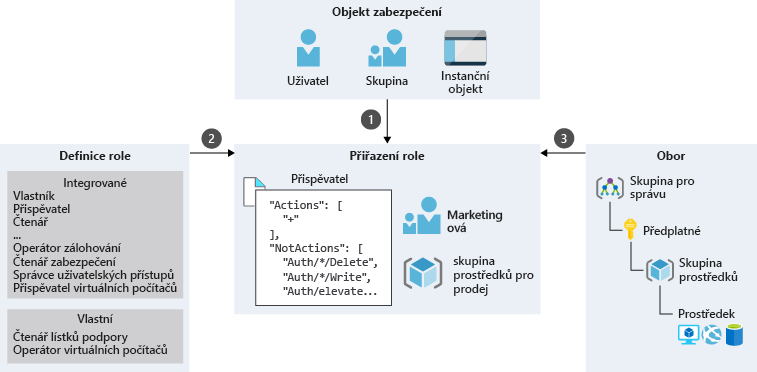 Objekt zabezpečení
Uživatel
Skupina
Instanční
objekt
1
2
3
Definice role
Integrované
Vlastník
Přispěvatel
Čtenář
...
Operátor zálohování
Čtenář zabezpečení
Správce uživatelských přístupů
Přispěvatel virtuálních počítačů
Vlastní
Čtenář lístků podpory
Operátor virtuálních počítačů
Přiřazení role
Přispěvatel
"Actions": [
"+"
],
"NotActions": [
"Auth/*/Delete",
"Auth/*/Write",
"Auth/elevate...
Marketing
ová
skupina
prostředků pro
prodej
Obor
Skupina pro
správu
Předplatné
Skupina
prostředků
Prostředek